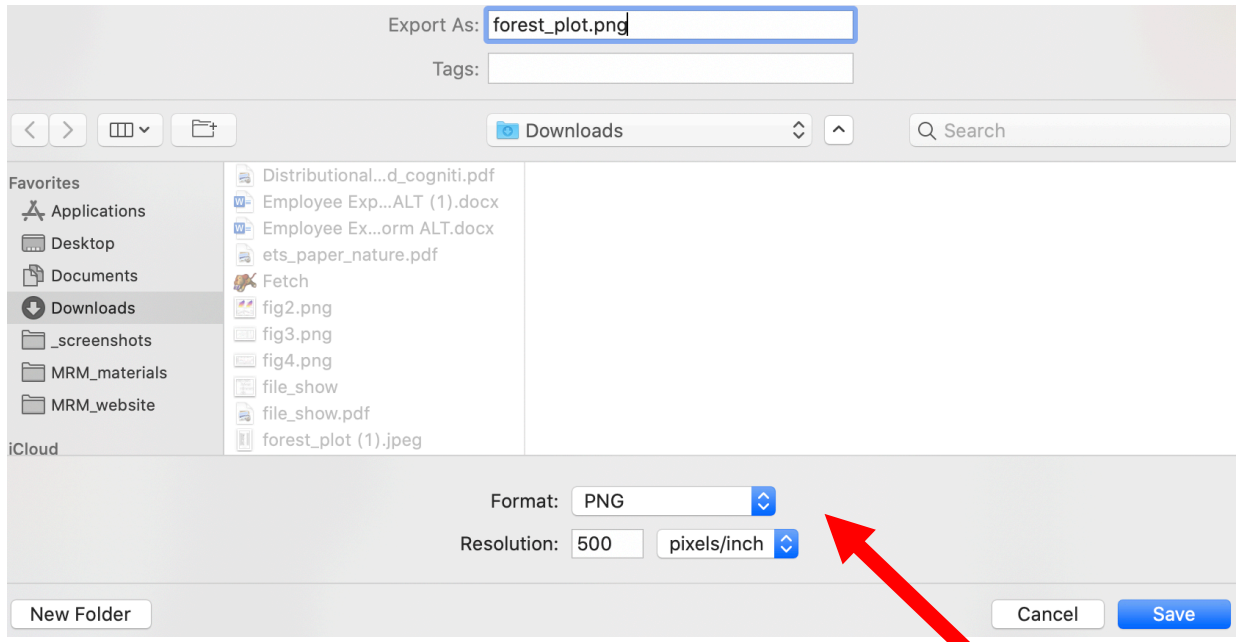 Export As: forest_plot.png
Tags:
Downloads
Search
Favorites
Applications
Desktop
Documents
Downloads
_screenshots
MRM_materials
MRM_website
iCloud
Distributional...d_cogniti.pdf
Employee Exp...ALT (1).docx
Employee Ex...orm ALT.docx
ets_paper_nature.pdf
Fetch
fig2.png
fig3.png
fig4.png
file_show
file_show.pdf
forest_plot (1).jpeg
Format: PNG
Resolution: 500 pixels/inch
New Folder
Cancel
Save